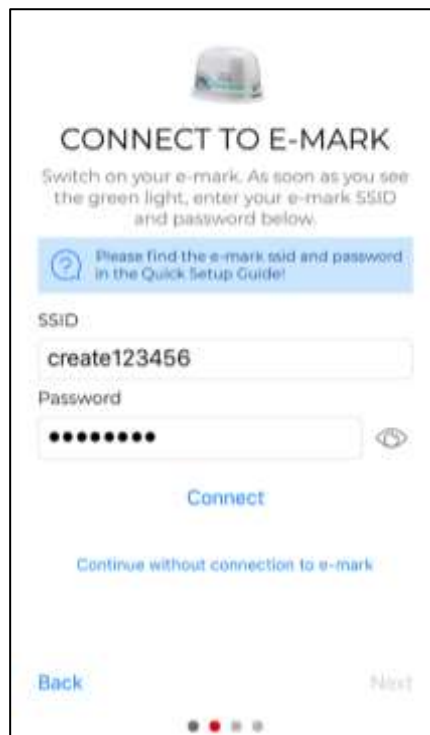 CONNECT TO E-MARK
Switch on your e-mark. As soon as you see
the green light, enter your e-mark SSID
and password below.
Please find the e-mark ssid and password
in the Quick Setup Guide!
SSID
create123456
Password
••••••••
Connect
Continue without connection to e-mark
Back
Next